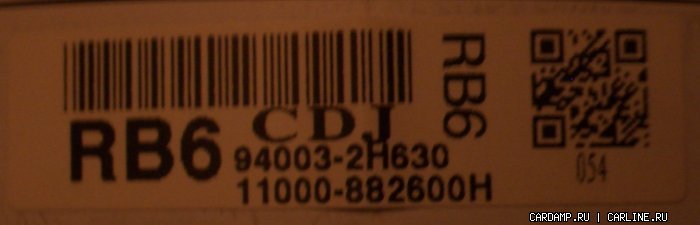 CDJ
RB6
RB6
94003-2H630
11000-882600H
054
CARDAMP.RU | CARLINE.RU